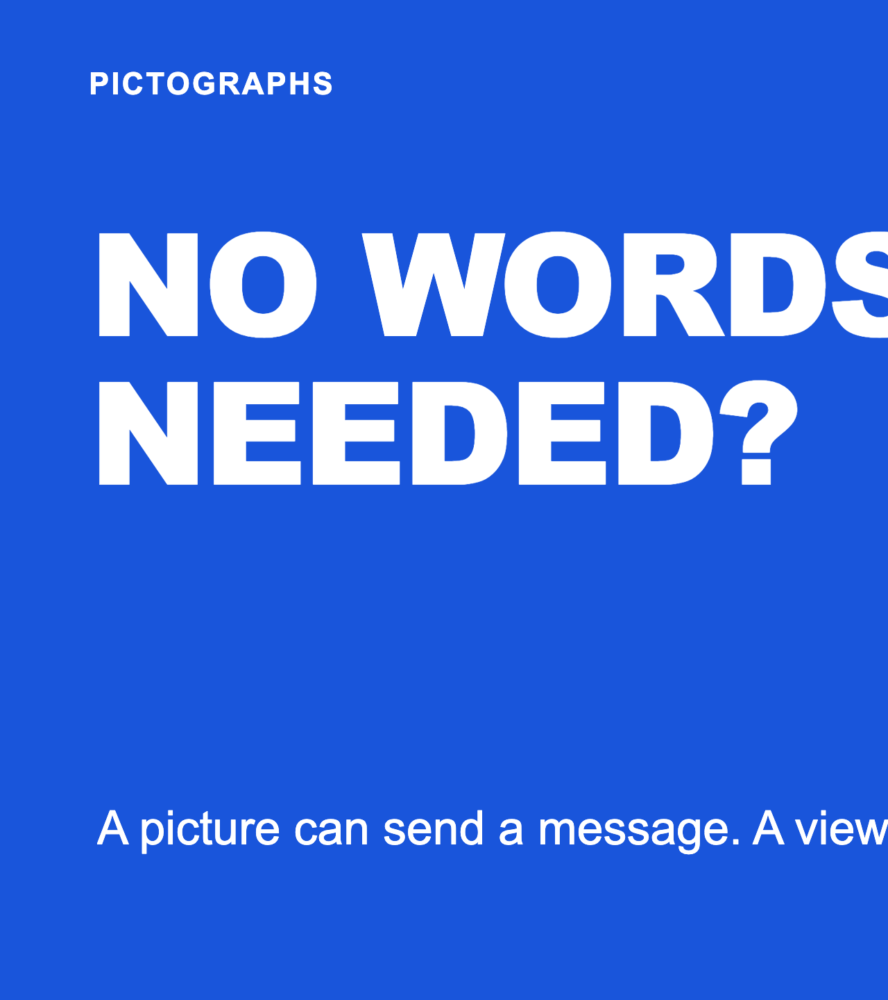 PICTOGRAPHS
NO WORDS
NEEDED?
A picture can send a message. A view